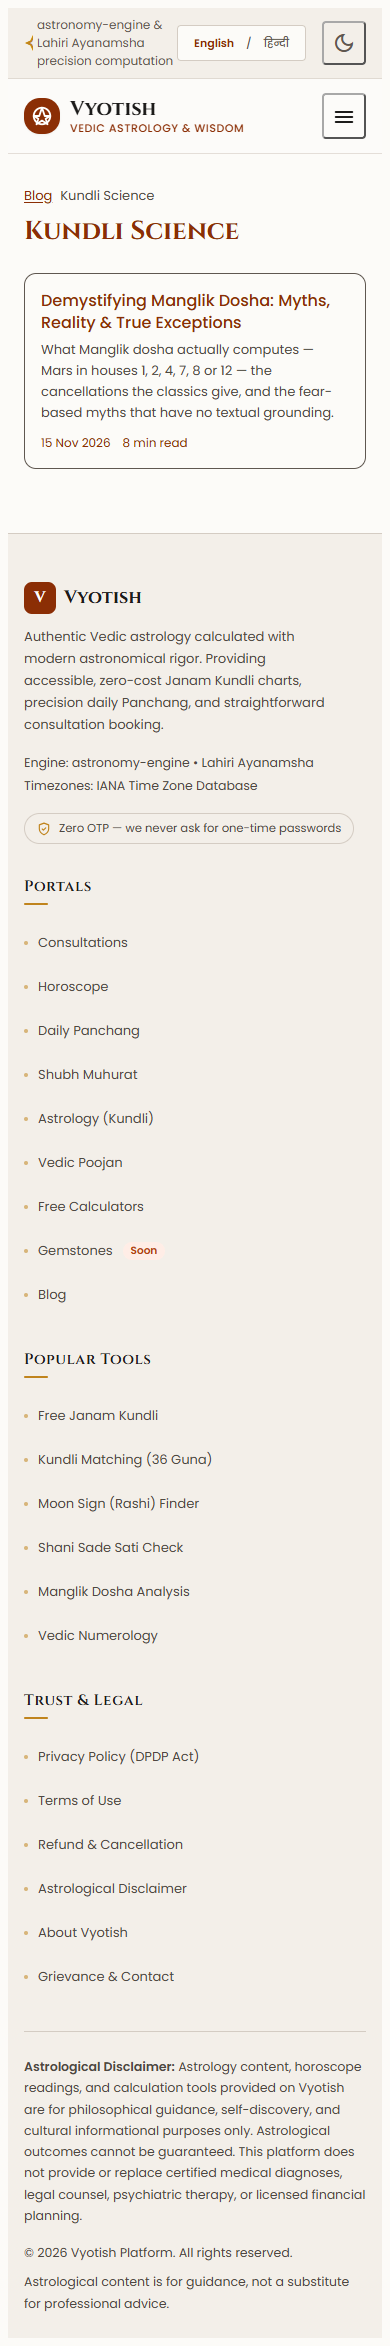 astronomy-engine &
Lahiri Ayanamsha
precision computation
English / हिन्दी
Vyotish
VEDIC ASTROLOGY & WISDOM
Blog Kundli Science
Kundli Science
Demystifying Manglik Dosha: Myths,
Reality & True Exceptions
What Manglik dosha actually computes —
Mars in houses 1, 2, 4, 7, 8 or 12 — the
cancellations the classics give, and the fear-
based myths that have no textual grounding.
15 Nov 2026 8 min read
V Vyotish
Authentic Vedic astrology calculated with
modern astronomical rigor. Providing
accessible, zero-cost Janam Kundli charts,
precision daily Panchang, and straightforward
consultation booking.
Engine: astronomy-engine • Lahiri Ayanamsha
Timezones: IANA Time Zone Database
Zero OTP — we never ask for one-time passwords
Portals
Consultations
Horoscope
Daily Panchang
Shubh Muhurat
Astrology (Kundli)
Vedic Poojan
Free Calculators
Gemstones Soon
Blog
Popular Tools
Free Janam Kundli
Kundli Matching (36 Guna)
Moon Sign (Rashi) Finder
Shani Sade Sati Check
Manglik Dosha Analysis
Vedic Numerology
Trust & Legal
Privacy Policy (DPDP Act)
Terms of Use
Refund & Cancellation
Astrological Disclaimer
About Vyotish
Grievance & Contact
Astrological Disclaimer: Astrology content, horoscope
readings, and calculation tools provided on Vyotish
are for philosophical guidance, self-discovery, and
cultural informational purposes only. Astrological
outcomes cannot be guaranteed. This platform does
not provide or replace certified medical diagnoses,
legal counsel, psychiatric therapy, or licensed financial
planning.
© 2026 Vyotish Platform. All rights reserved.
Astrological content is for guidance, not a substitute
for professional advice.